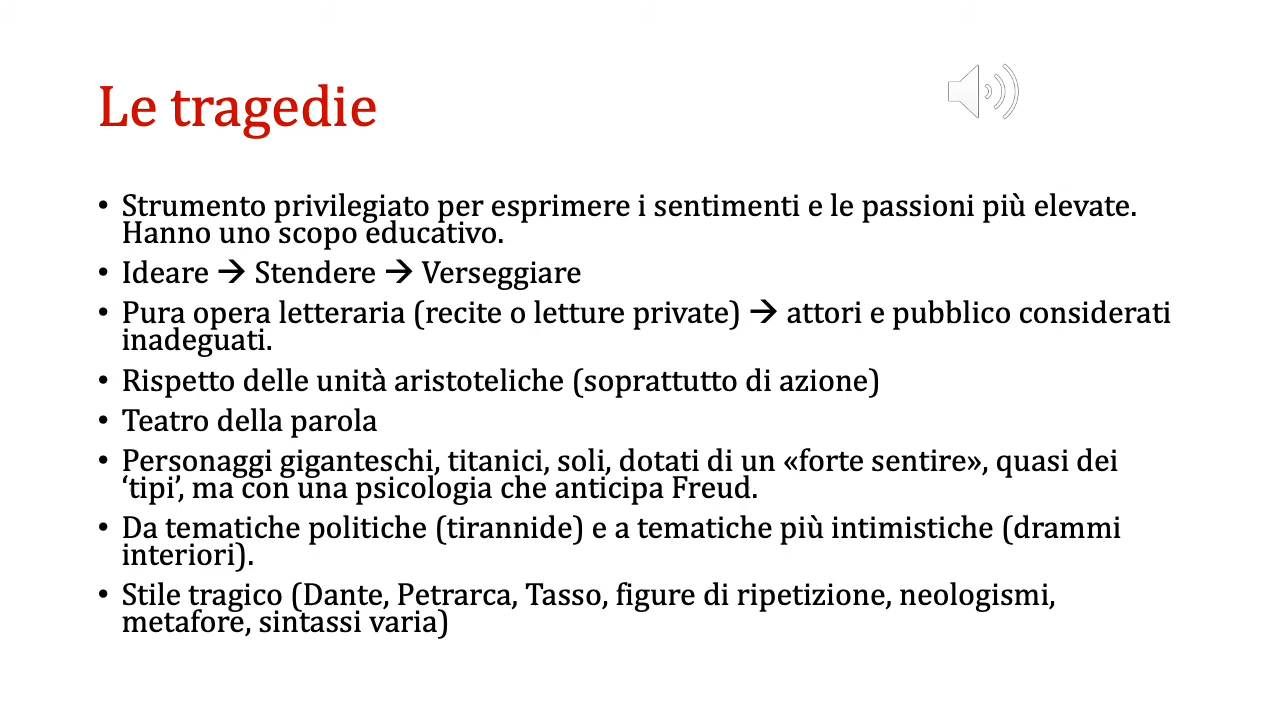 Le tragedie
• Strumento privilegiato per esprimere i sentimenti e le passioni più elevate.
Hanno uno scopo educativo.
• Ideare → Stendere → Verseggiare
• Pura opera letteraria (recite o letture private) → attori e pubblico considerati
inadeguati.
• Rispetto delle unità aristoteliche (soprattutto di azione)
• Teatro della parola
• Personaggi giganteschi, titanici, soli, dotati di un «forte sentire», quasi dei
‘tipi’, ma con una psicologia che anticipa Freud.
• Da tematiche politiche (tirannide) e a tematiche più intimistiche (drammi
interiori).
• Stile tragico (Dante, Petrarca, Tasso, figure di ripetizione, neologismi,
metafore, sintassi varia)